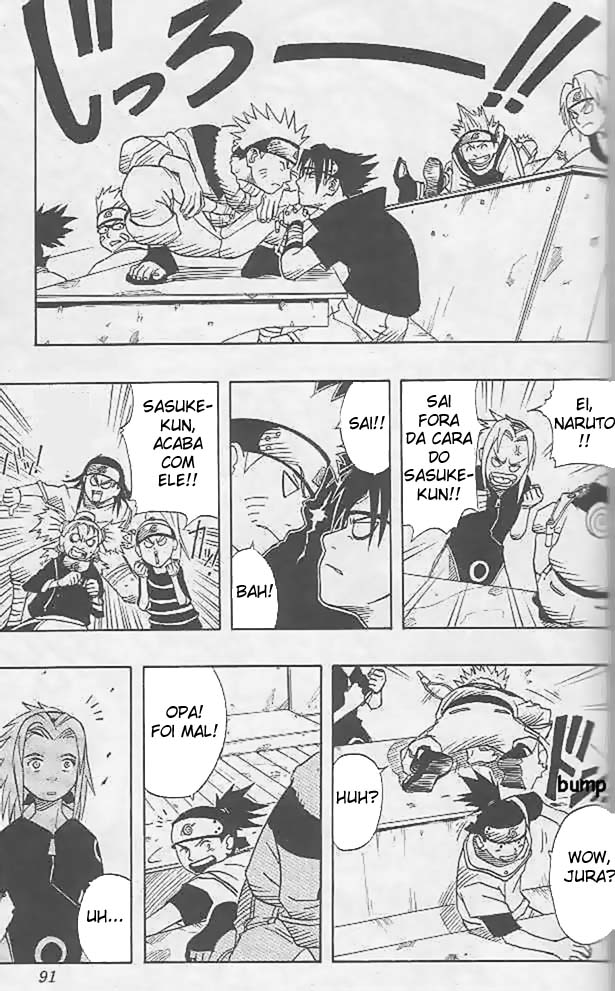 じっろー!!
EI,
NARUTO
!!
SAI
FORA
DA CARA
DO
SASUKE-
KUN!!
SAI!!
BAH!
SASUKE-
KUN,
ACABA
COM
ELE!!
bump
WOW,
JURA?
HUH?
OPA!
FOI MAL!
UH...
91